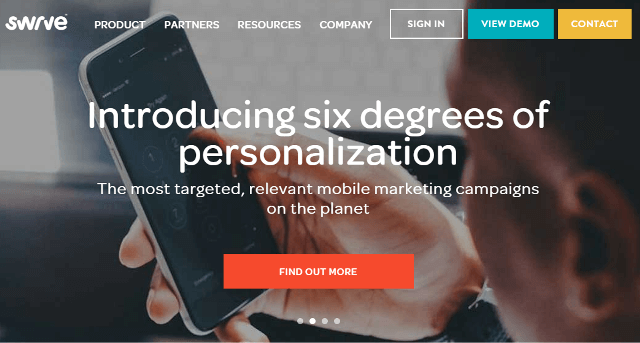 swrve
PRODUCT PARTNERS RESOURCES COMPANY SIGN IN VIEW DEMO CONTACT
Introducing six degrees of
personalization
The most targeted, relevant mobile marketing campaigns
on the planet
FIND OUT MORE